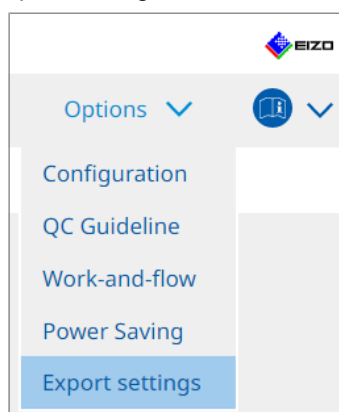 EIZO
Options
Configuration
QC Guideline
Work-and-flow
Power Saving
Export settings